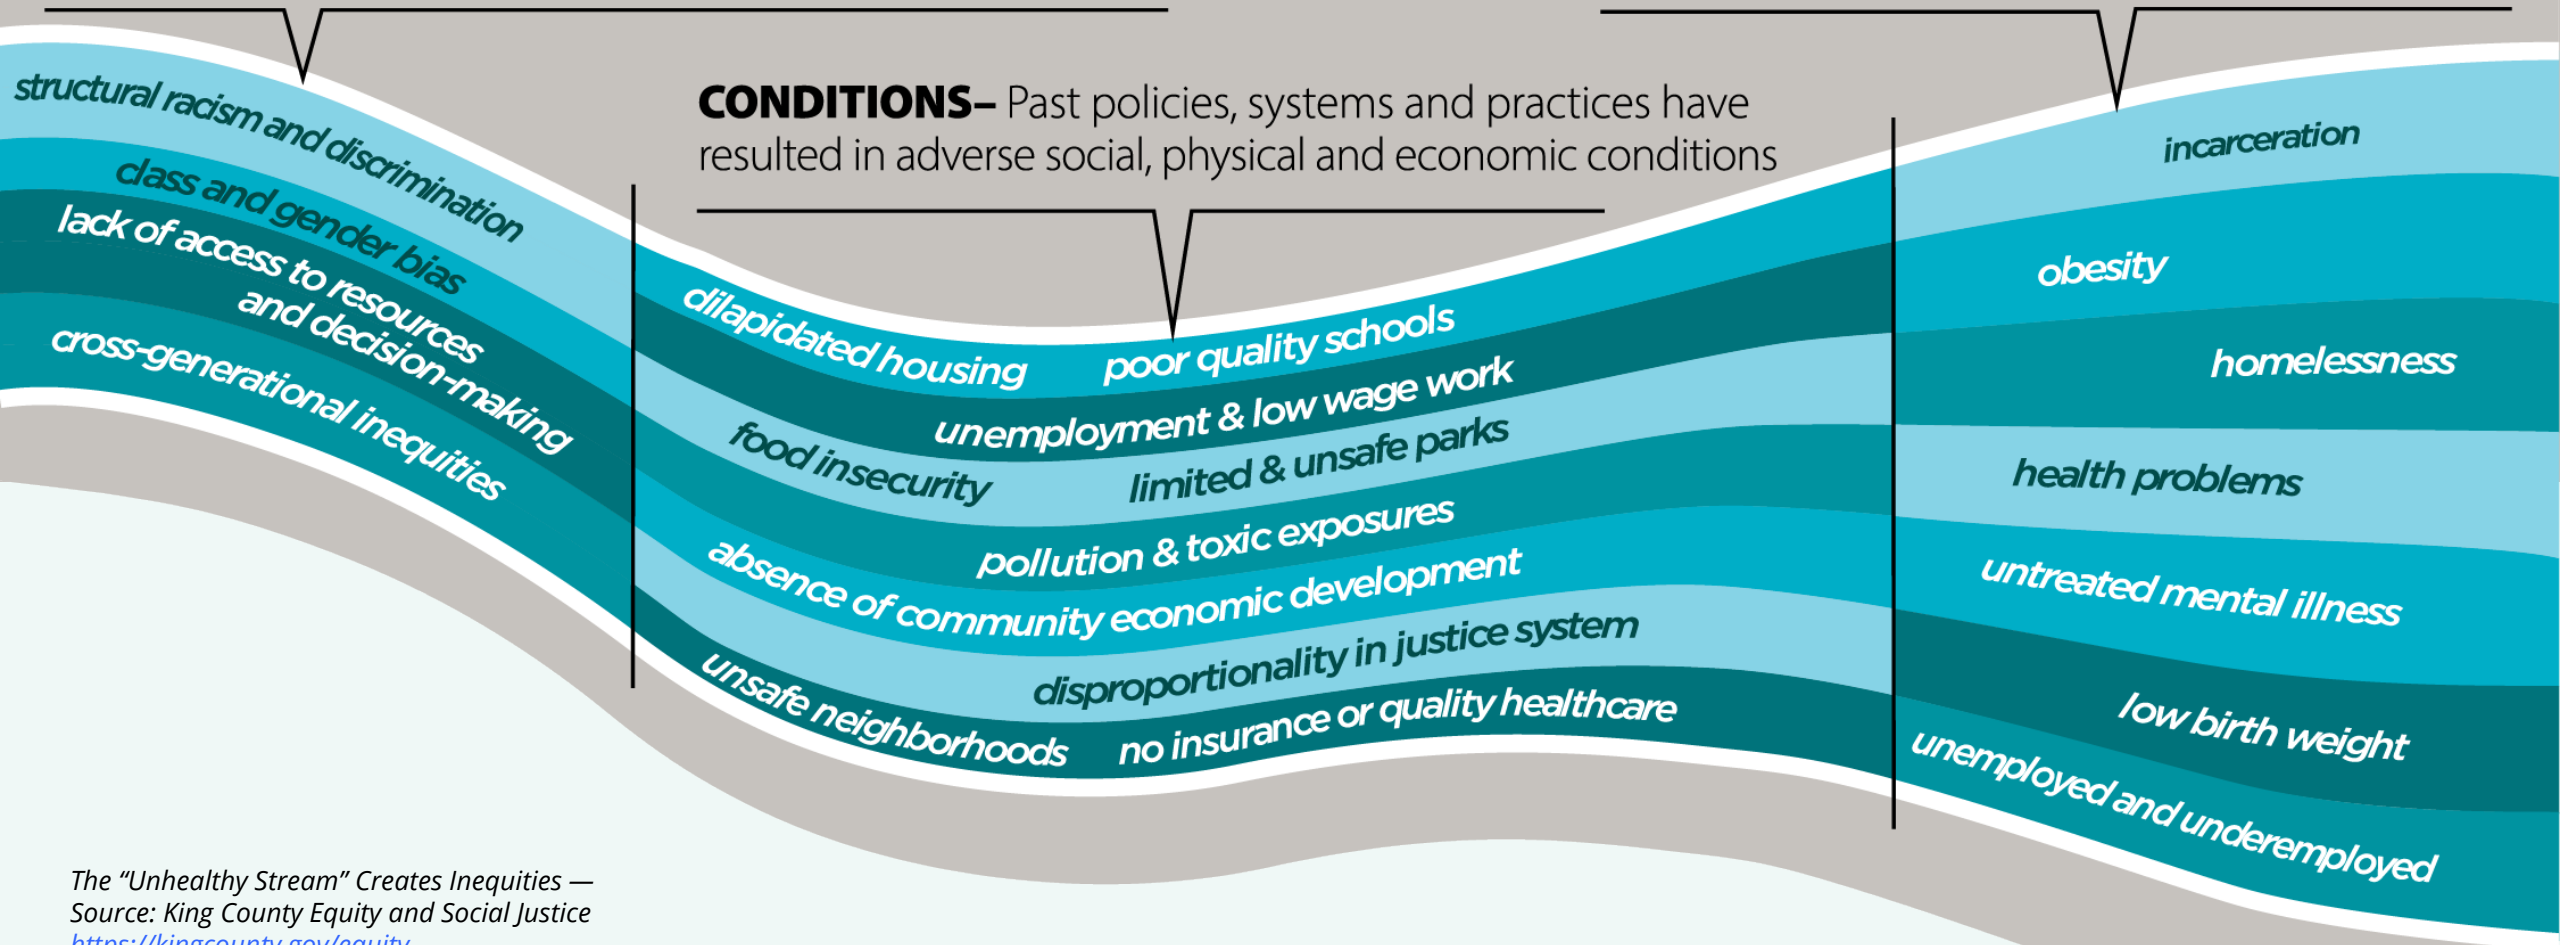 CONDITIONS– Past policies, systems and practices have
resulted in adverse social, physical and economic conditions
structural racism and discrimination
class and gender bias
lack of access to resources
and decision-making
cross-generational inequities
dilapidated housing
poor quality schools
unemployment & low wage work
food insecurity
limited & unsafe parks
pollution & toxic exposures
absence of community economic development
disproportionality in justice system
unsafe neighborhoods
no insurance or quality healthcare
incarceration
obesity
homelessness
health problems
untreated mental illness
low birth weight
unemployed and underemployed
The “Unhealthy Stream” Creates Inequities —
Source: King County Equity and Social Justice
https://kingcounty.gov/equity